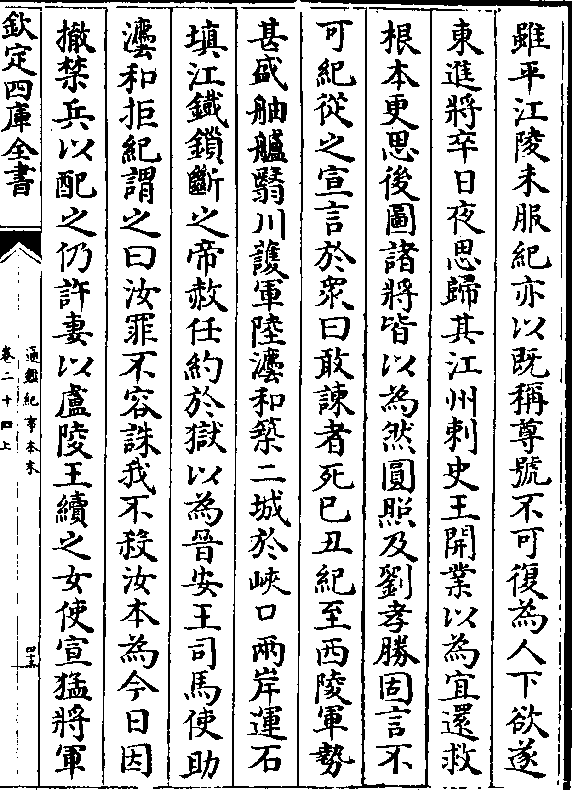 雖平江陵未服紀亦以既稱尊號不可復為人下欲遂
東進將卒日夜思歸其江州刺史王開業以為宜還救
根本更思後圖諸將皆以為然圓照及劉孝勝固言不
可紀從之宣言於衆曰敢諫者死己丑紀至西陵軍勢
甚盛舳艫翳川護軍陸灋和築二城於峽口兩岸運石
填江鐵鎖斷之帝赦任約於獄以為晉安王司馬使助
灋和拒紀謂之曰汝罪不容誅我不殺汝本為今日因
撤禁兵以配之仍許妻以盧陵王續之女使宣猛將軍
欽定四庫全書
通鑑紀事本末
卷二十四上
四五